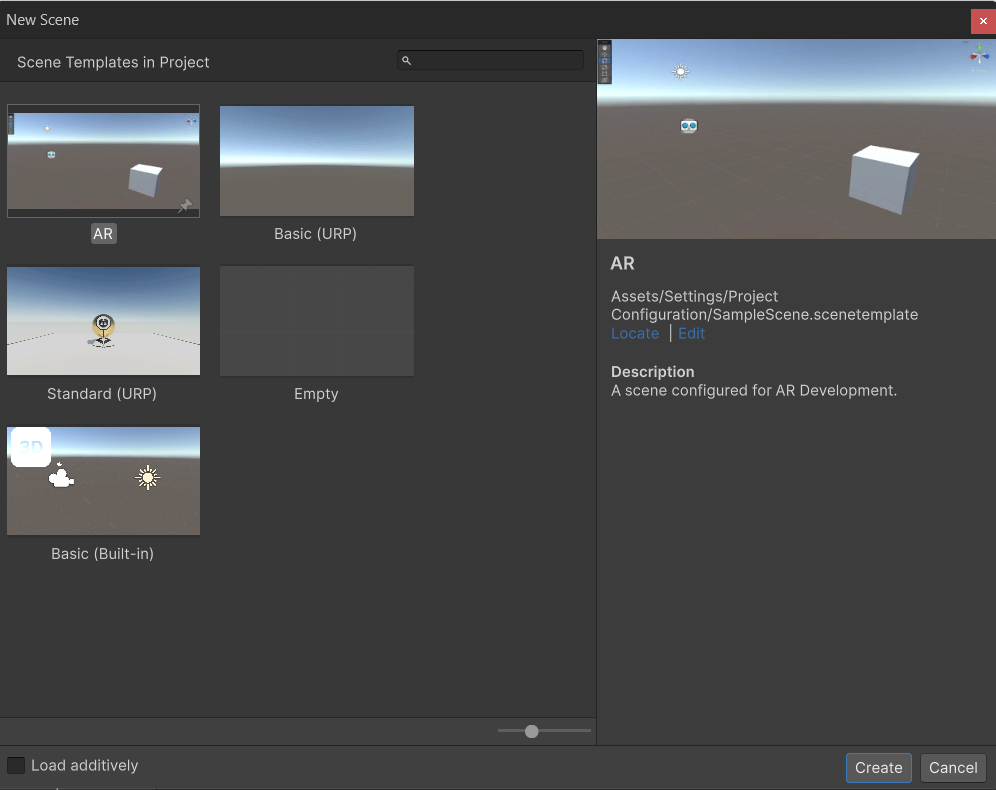 New Scene
Scene Templates in Project
AR
Basic (URP)
Standard (URP)
Empty
3D
Basic (Built-in)
AR
Assets/Settings/Project
Configuration/SampleScene.scenetemplate
Locate | Edit
Description
A scene configured for AR Development.
Load additively
Create
Cancel